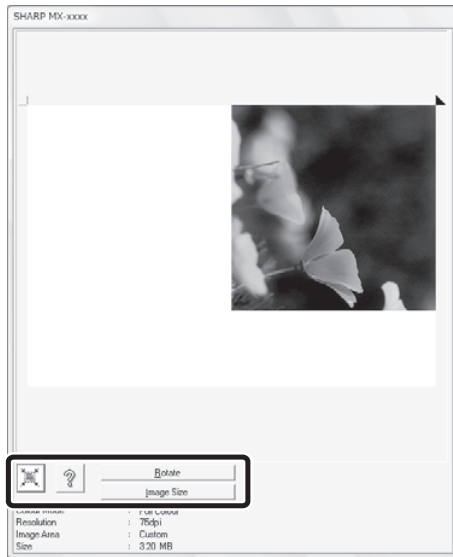 SHARP MX-xxxx
?
Rotate
Image Size
Colour Mode : Full Colour
Resolution : 75dpi
Image Area : Custom
Size : 3.20 MB